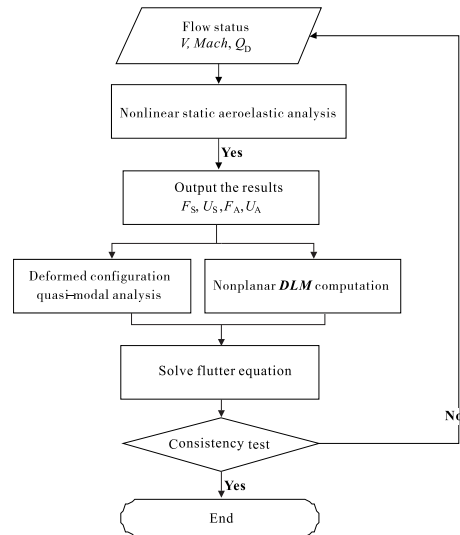 Flow status
V, Mach, Q_D
Nonlinear static aeroelastic analysis
Yes
Output the results
F_S, U_S, F_A, U_A
Deformed configuration
quasi-modal analysis
Nonplanar DLM computation
Solve flutter equation
Consistency test
No
Yes
End